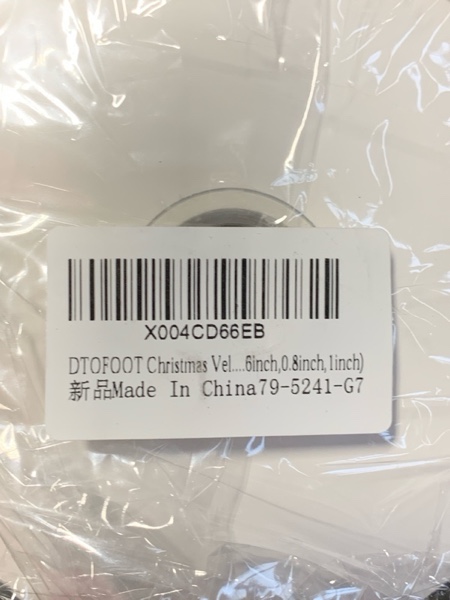 X004CD66EB
DTOFOOT Christmas Vel....6inch,0.8inch,1inch)
新品Made In China79-5241-G7